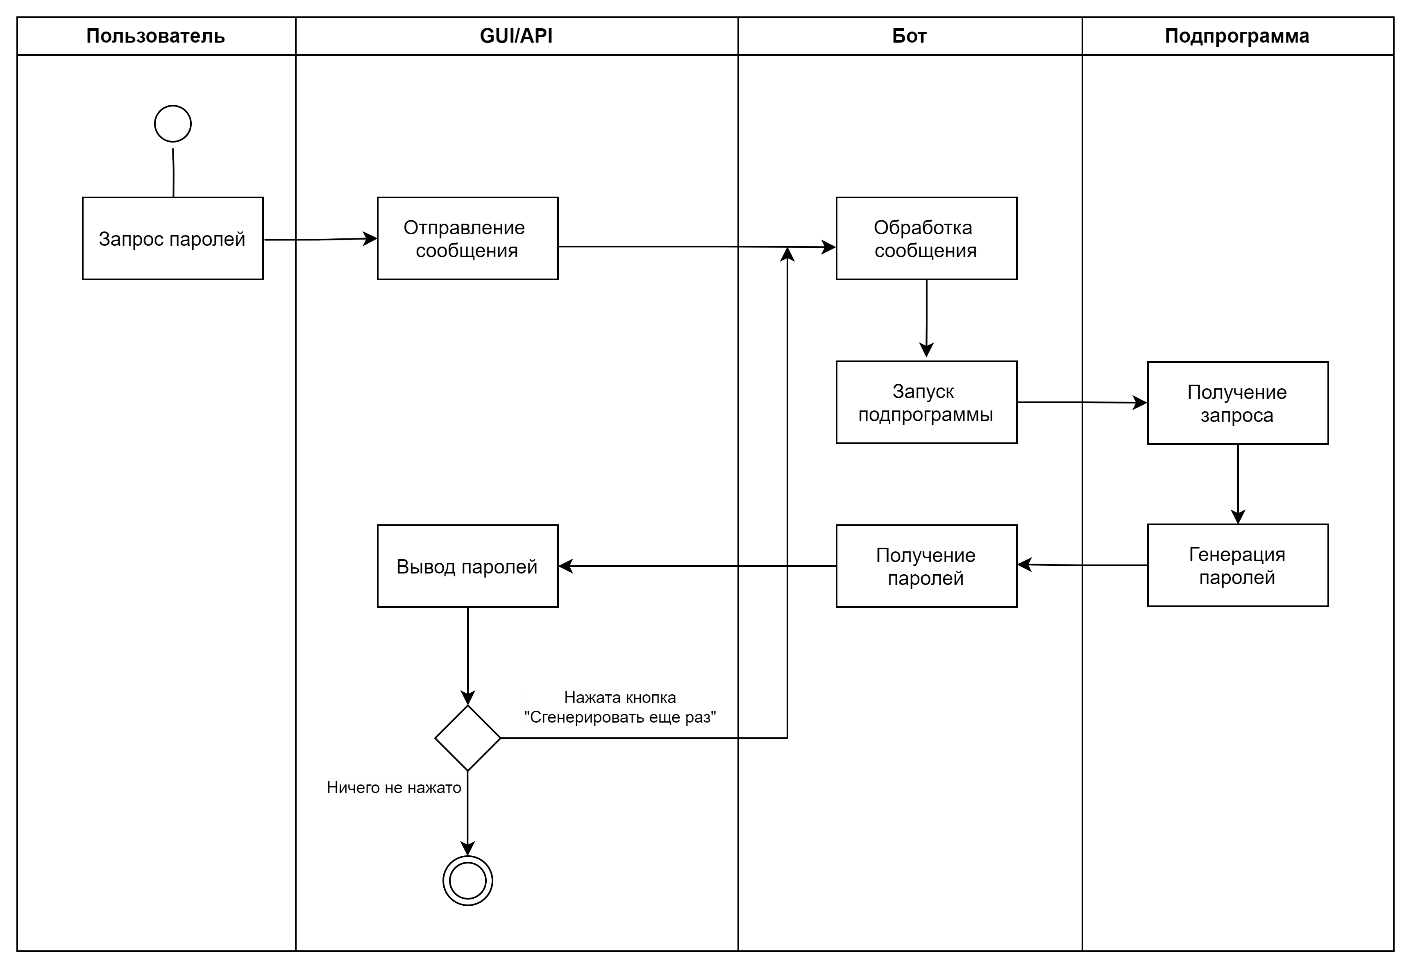 Пользователь
GUI/API
Бот
Подпрограмма
Запрос паролей
Отправление
сообщения
Обработка
сообщения
Запуск
подпрограммы
Получение
запроса
Вывод паролей
Получение
паролей
Генерация
паролей
Нажата кнопка
"Сгенерировать еще раз"
Ничего не нажато